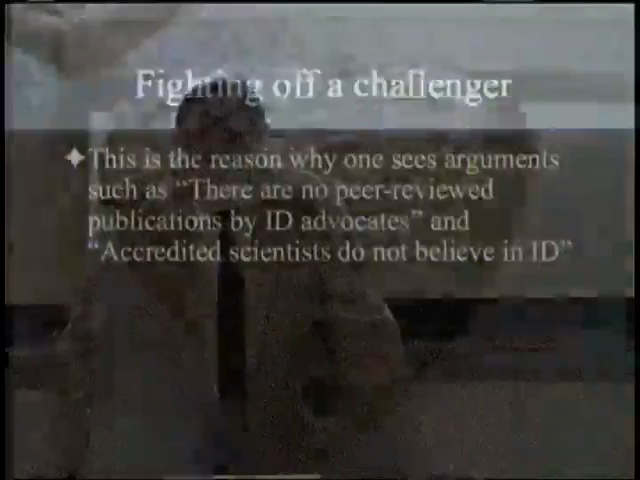 Fighting off a challenger
This is the reason why one sees arguments
such as “There are no peer-reviewed
publications by ID advocates” and
“Accredited scientists do not believe in ID”